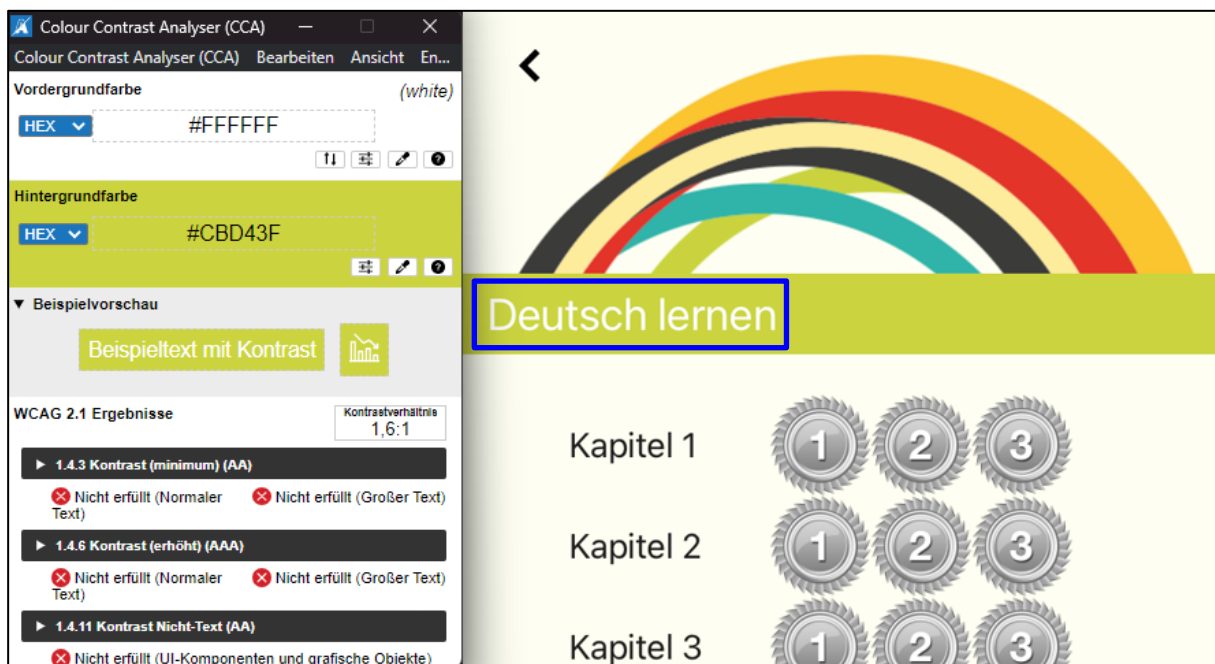 Colour Contrast Analyser (CCA)
Colour Contrast Analyser (CCA) Bearbeiten Ansicht En...
Vordergrundfarbe (white)
HEX #FFFFFF
Hintergrundfarbe
HEX #CBD43F
▼ Beispielvorschau
Beispieltext mit Kontrast
WCAG 2.1 Ergebnisse
Kontrastverhältnis
1,6:1
▶ 1.4.3 Kontrast (minimum) (AA)
Nicht erfüllt (Normaler Text)
Nicht erfüllt (Großer Text)
▶ 1.4.6 Kontrast (erhöht) (AAA)
Nicht erfüllt (Normaler Text)
Nicht erfüllt (Großer Text)
▶ 1.4.11 Kontrast Nicht-Text (AA)
Nicht erfüllt (UI-Komponenten und grafische Objekte)
Deutsch lernen
Kapitel 1 1 2 3
Kapitel 2 1 2 3
Kapitel 3 1 2 3